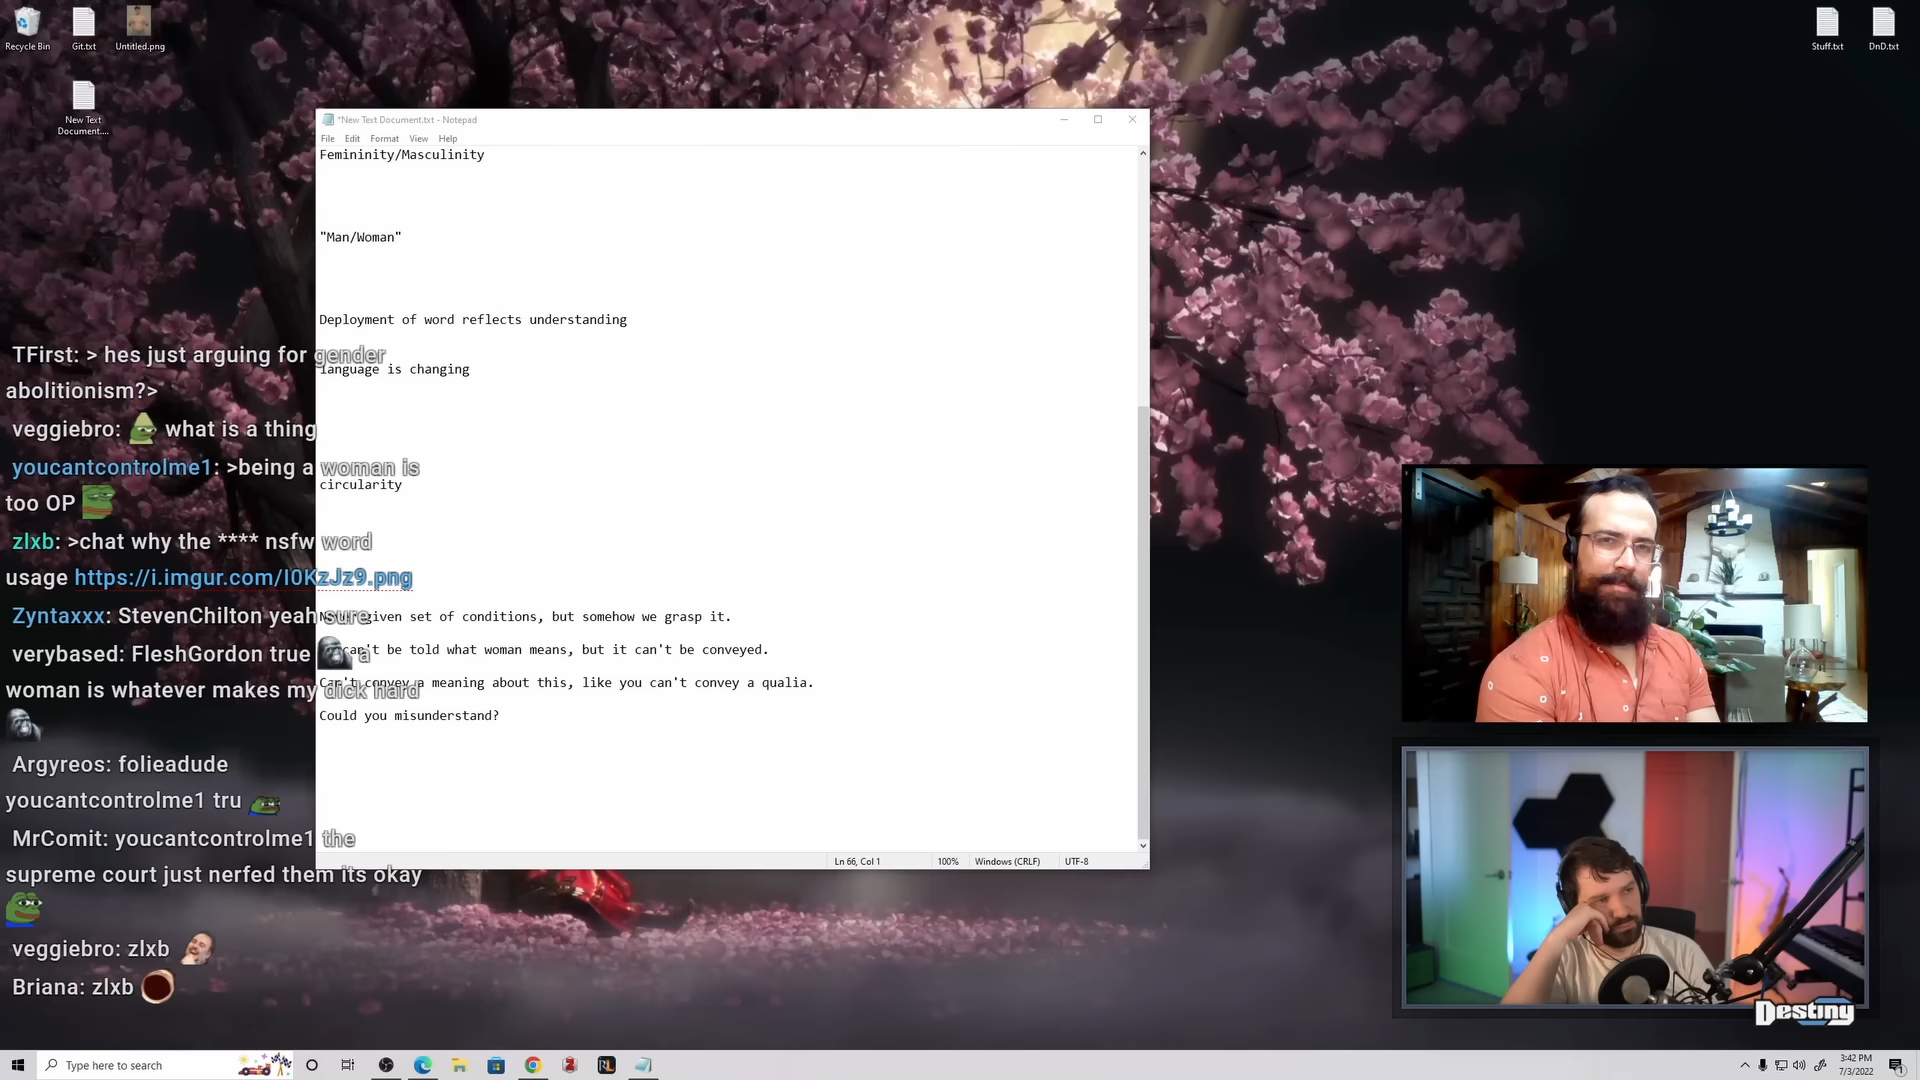 Recycle Bin
Git.txt
Untitled.png
New Text
Document....
Stuff.txt
DnD.txt
*New Text Document.txt - Notepad
File Edit Format View Help
Femininity/Masculinity
"Man/Woman"
Deployment of word reflects understanding
language is changing
circularity
given set of conditions, but somehow we grasp it.
can't be told what woman means, but it can't be conveyed.
Can't convey a meaning about this, like you can't convey a qualia.
Could you misunderstand?
Ln 66, Col 1 100% Windows (CRLF) UTF-8
TFirst: > hes just arguing for gender
abolitionism?>
veggiebro: what is a thing
youcantcontrolme1: >being a woman is
too OP
zlxb: >chat why the **** nsfw word
usage https://i.imgur.com/I0KzJz9.png
Zyntaxxx: StevenChilton yeah sure
verybased: FleshGordon true a
woman is whatever makes my dick hard
Argyreos: folieadude
youcantcontrolme1 tru
MrComit: youcantcontrolme1 the
supreme court just nerfed them its okay
veggiebro: zlxb
Briana: zlxb
Destiny
Type here to search
3:42 PM
7/3/2022